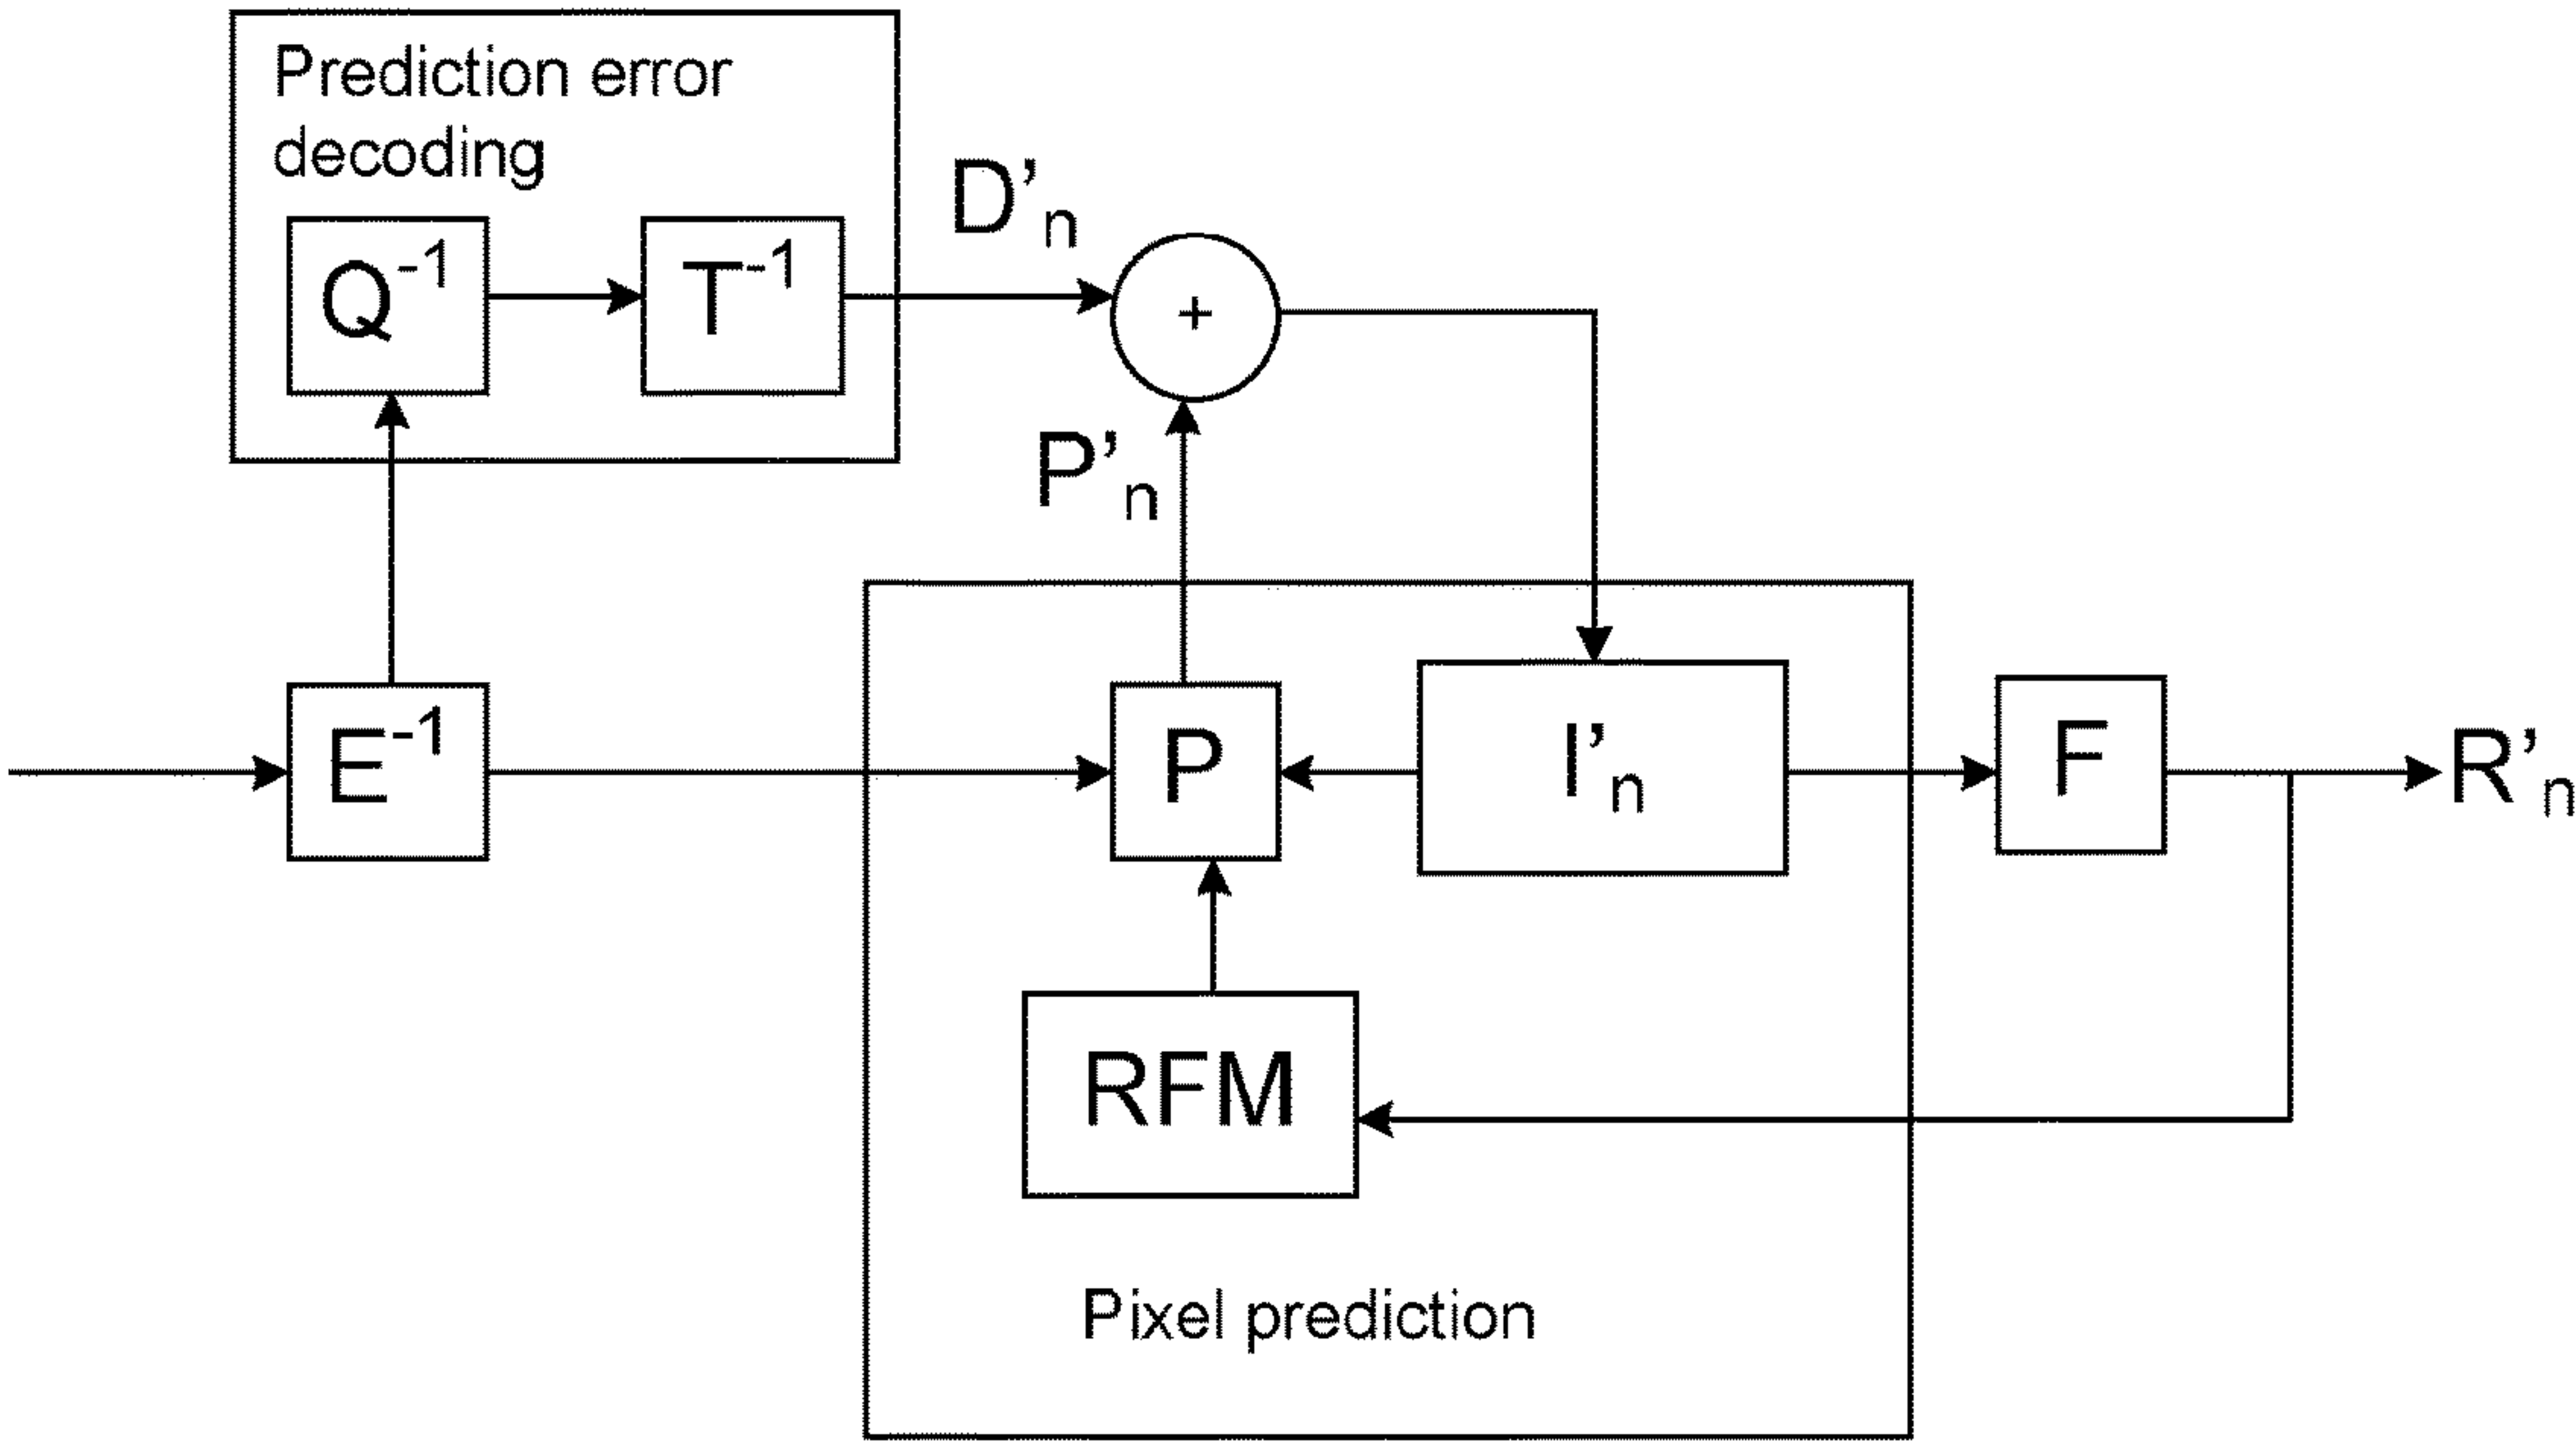 Prediction error
decoding
Q-1
T-1
D’n
+
P’n
E-1
P
I’n
F
R’n
RFM
Pixel prediction